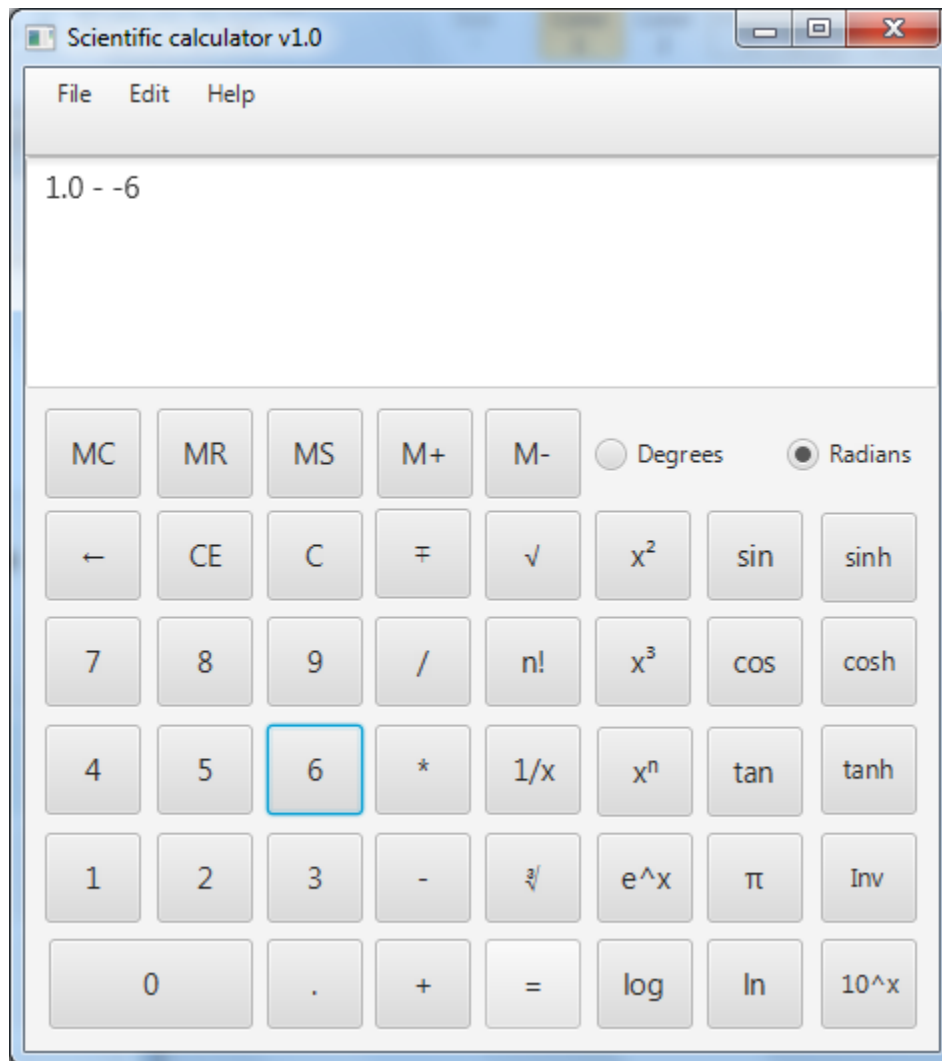 Scientific calculator v1.0
File Edit Help
1.0 - -6
MC MR MS M+ M- Degrees Radians
← CE C ∓ √ x² sin sinh
7 8 9 / n! x³ cos cosh
4 5 6 * 1/x xⁿ tan tanh
1 2 3 - ∛ e^x π Inv
0 . + = log ln 10^x